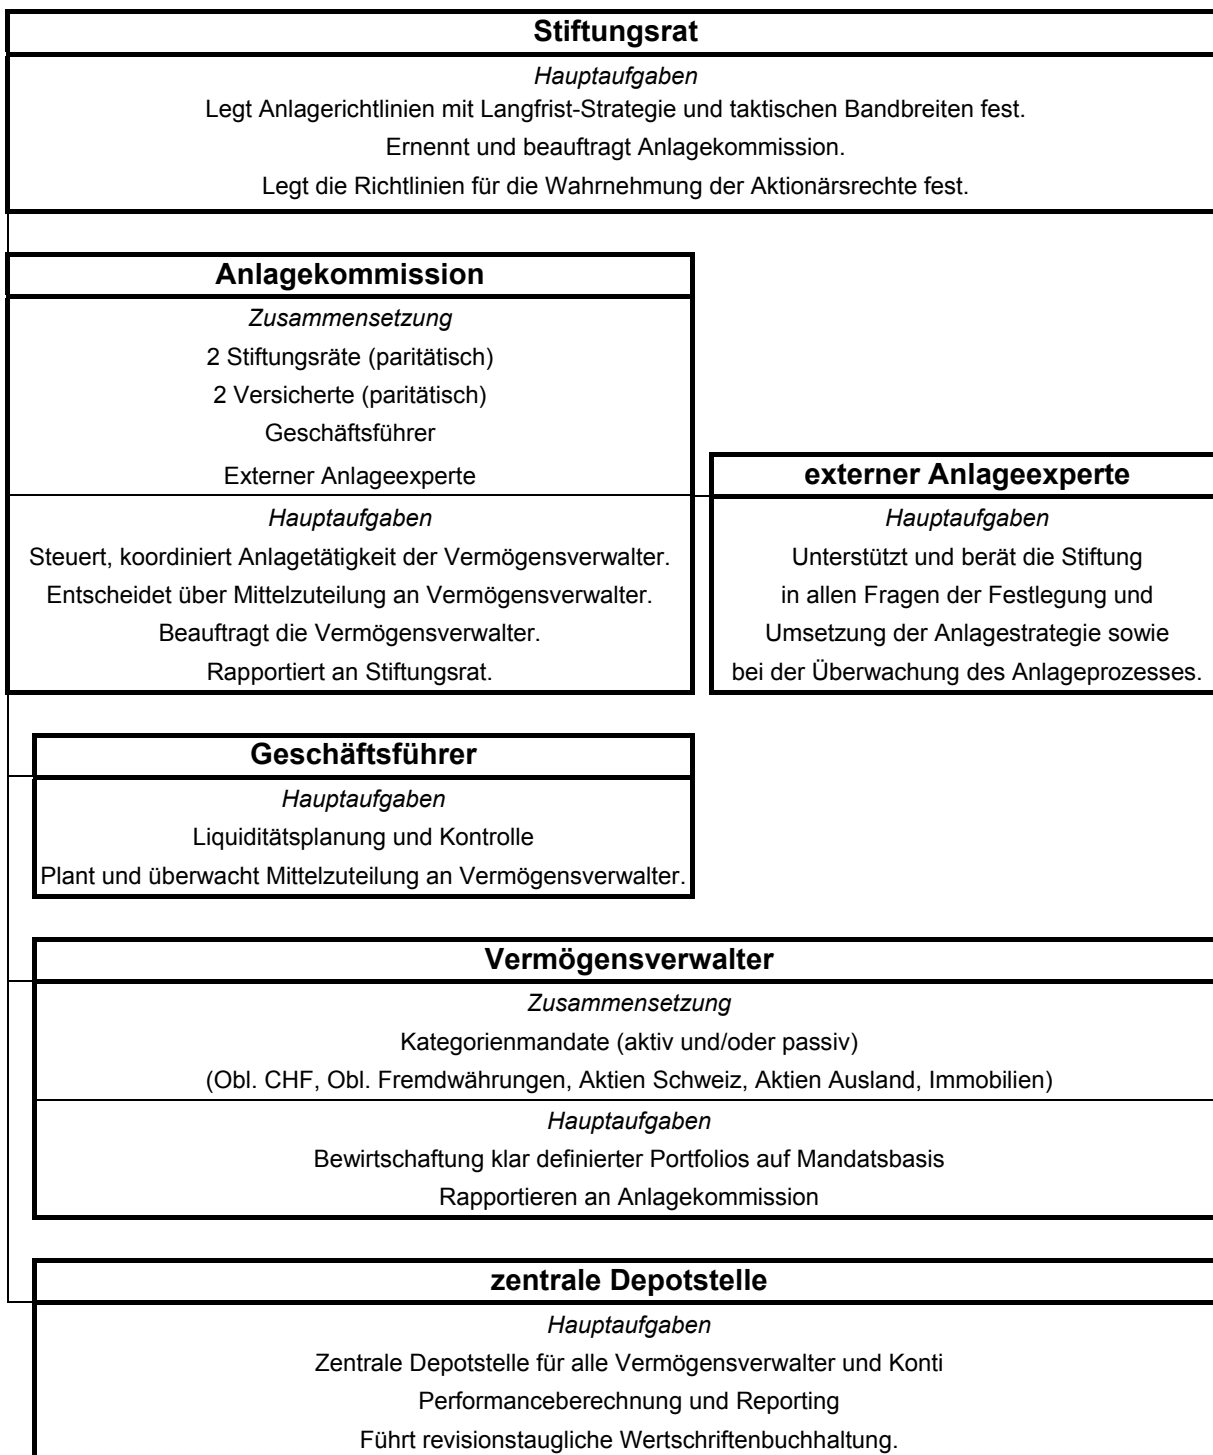 Stiftungsrat
Hauptaufgaben
Legt Anlagerichtlinien mit Langfrist-Strategie und taktischen Bandbreiten fest.
Ernennt und beauftragt Anlagekommission.
Legt die Richtlinien für die Wahrnehmung der Aktionärsrechte fest.
Anlagekommission
Zusammensetzung
2 Stiftungsräte (paritätisch)
2 Versicherte (paritätisch)
Geschäftsführer
Externer Anlageexperte
Hauptaufgaben
Steuert, koordiniert Anlagetätigkeit der Vermögensverwalter.
Entscheidet über Mittelzuteilung an Vermögensverwalter.
Beauftragt die Vermögensverwalter.
Rapportiert an Stiftungsrat.
externer Anlageexperte
Hauptaufgaben
Unterstützt und berät die Stiftung
in allen Fragen der Festlegung und
Umsetzung der Anlagestrategie sowie
bei der Überwachung des Anlageprozesses.
Geschäftsführer
Hauptaufgaben
Liquiditätsplanung und Kontrolle
Plant und überwacht Mittelzuteilung an Vermögensverwalter.
Vermögensverwalter
Zusammensetzung
Kategorienmandate (aktiv und/oder passiv)
(Obl. CHF, Obl. Fremdwährungen, Aktien Schweiz, Aktien Ausland, Immobilien)
Hauptaufgaben
Bewirtschaftung klar definierter Portfolios auf Mandatsbasis
Rapportieren an Anlagekommission
zentrale Depotstelle
Hauptaufgaben
Zentrale Depotstelle für alle Vermögensverwalter und Konti
Performanceberechnung und Reporting
Führt revisionstaugliche Wertschriftenbuchhaltung.